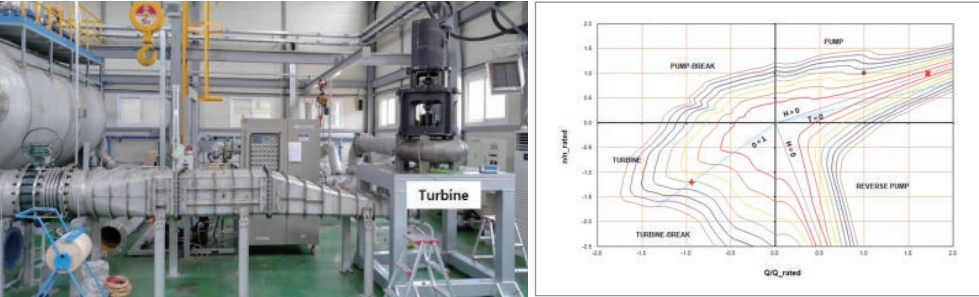 Turbine
2.0
1.5
1.0
0.5
0.0
-0.5
-1.0
-1.5
-2.0
-2.5
n/n_rated
-2.0 -1.5 -1.0 -0.5 0.0 0.5 1.0 1.5 2.0
Q/Q_rated
PUMP
PUMP-BREAK
H = 0
T = 0
T = 0
H = 0
TURBINE
REVERSE PUMP
TURBINE-BREAK